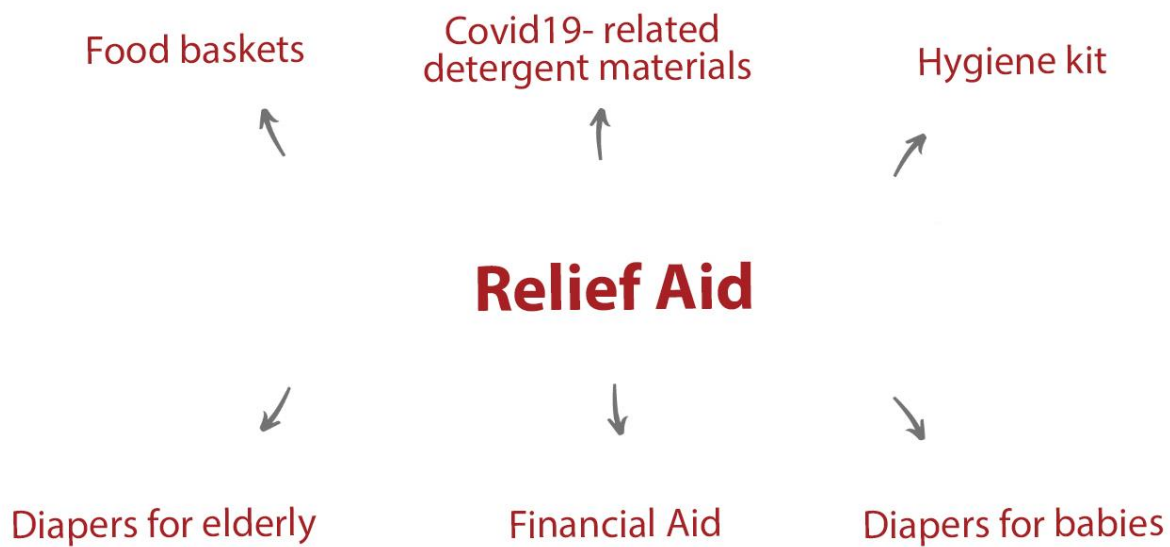 Food baskets
Covid19- related
detergent materials
Hygiene kit
Relief Aid
Diapers for elderly
Financial Aid
Diapers for babies